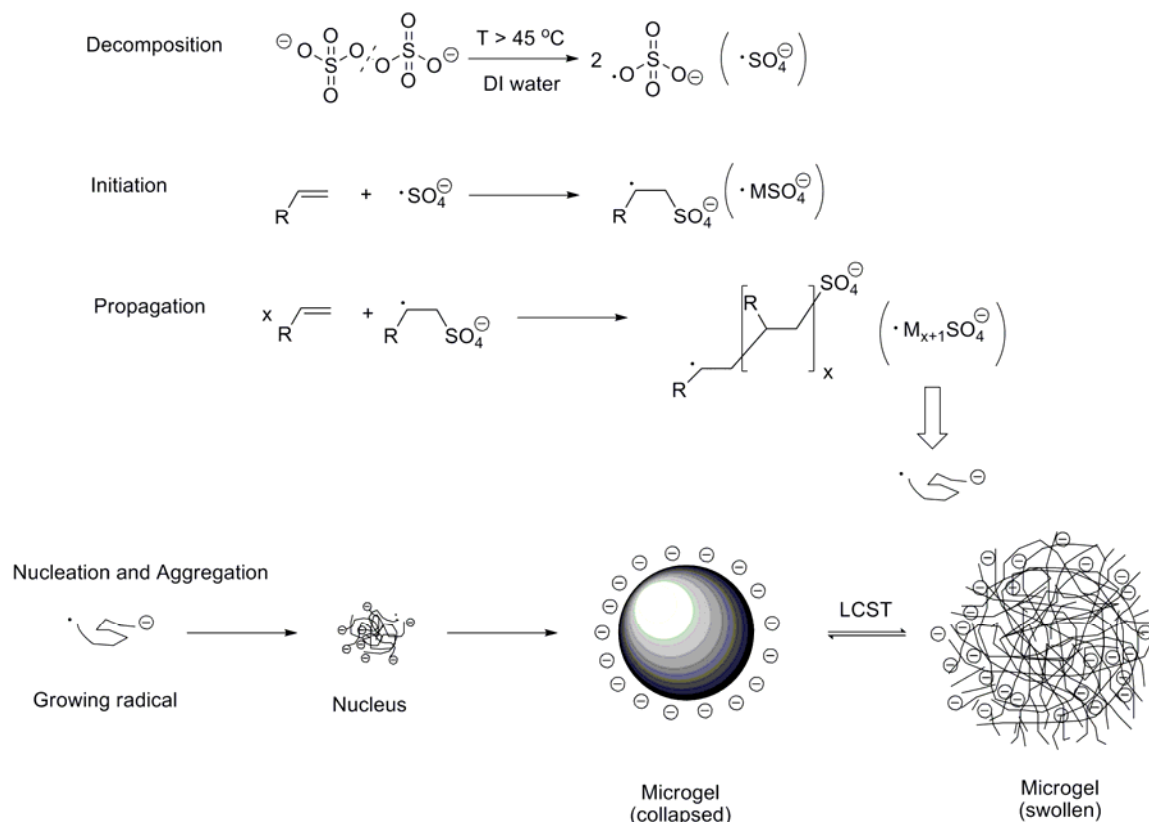 Decomposition
⊖ O S O O O O S O O O ⊖
T > 45 °C
DI water
2 ·O S O O O⊖ ( ·SO4⊖ )
Initiation
R + ·SO4⊖
R · SO4⊖ ( ·MSO4⊖ )
Propagation
x R + R · SO4⊖
R · [ R ] x SO4⊖ ( ·Mx+1SO4⊖ )
Nucleation and Aggregation
LCST
Growing radical
Nucleus
Microgel
(collapsed)
Microgel
(swollen)